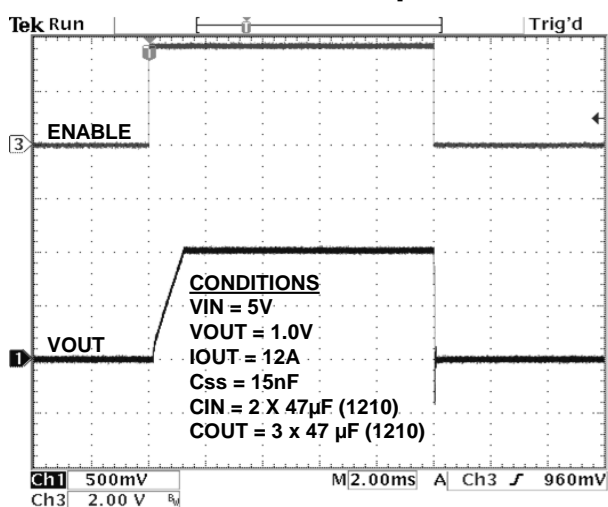 Tek Run Trig'd
T
T
ENABLE
3
CONDITIONS
VIN = 5V
VOUT = 1.0V
VOUT
1
IOUT = 12A
Css = 15nF
CIN = 2 X 47µF (1210)
COUT = 3 x 47 µF (1210)
Ch1 500mV M 2.00ms A Ch3 960mV
Ch3 2.00 V BW